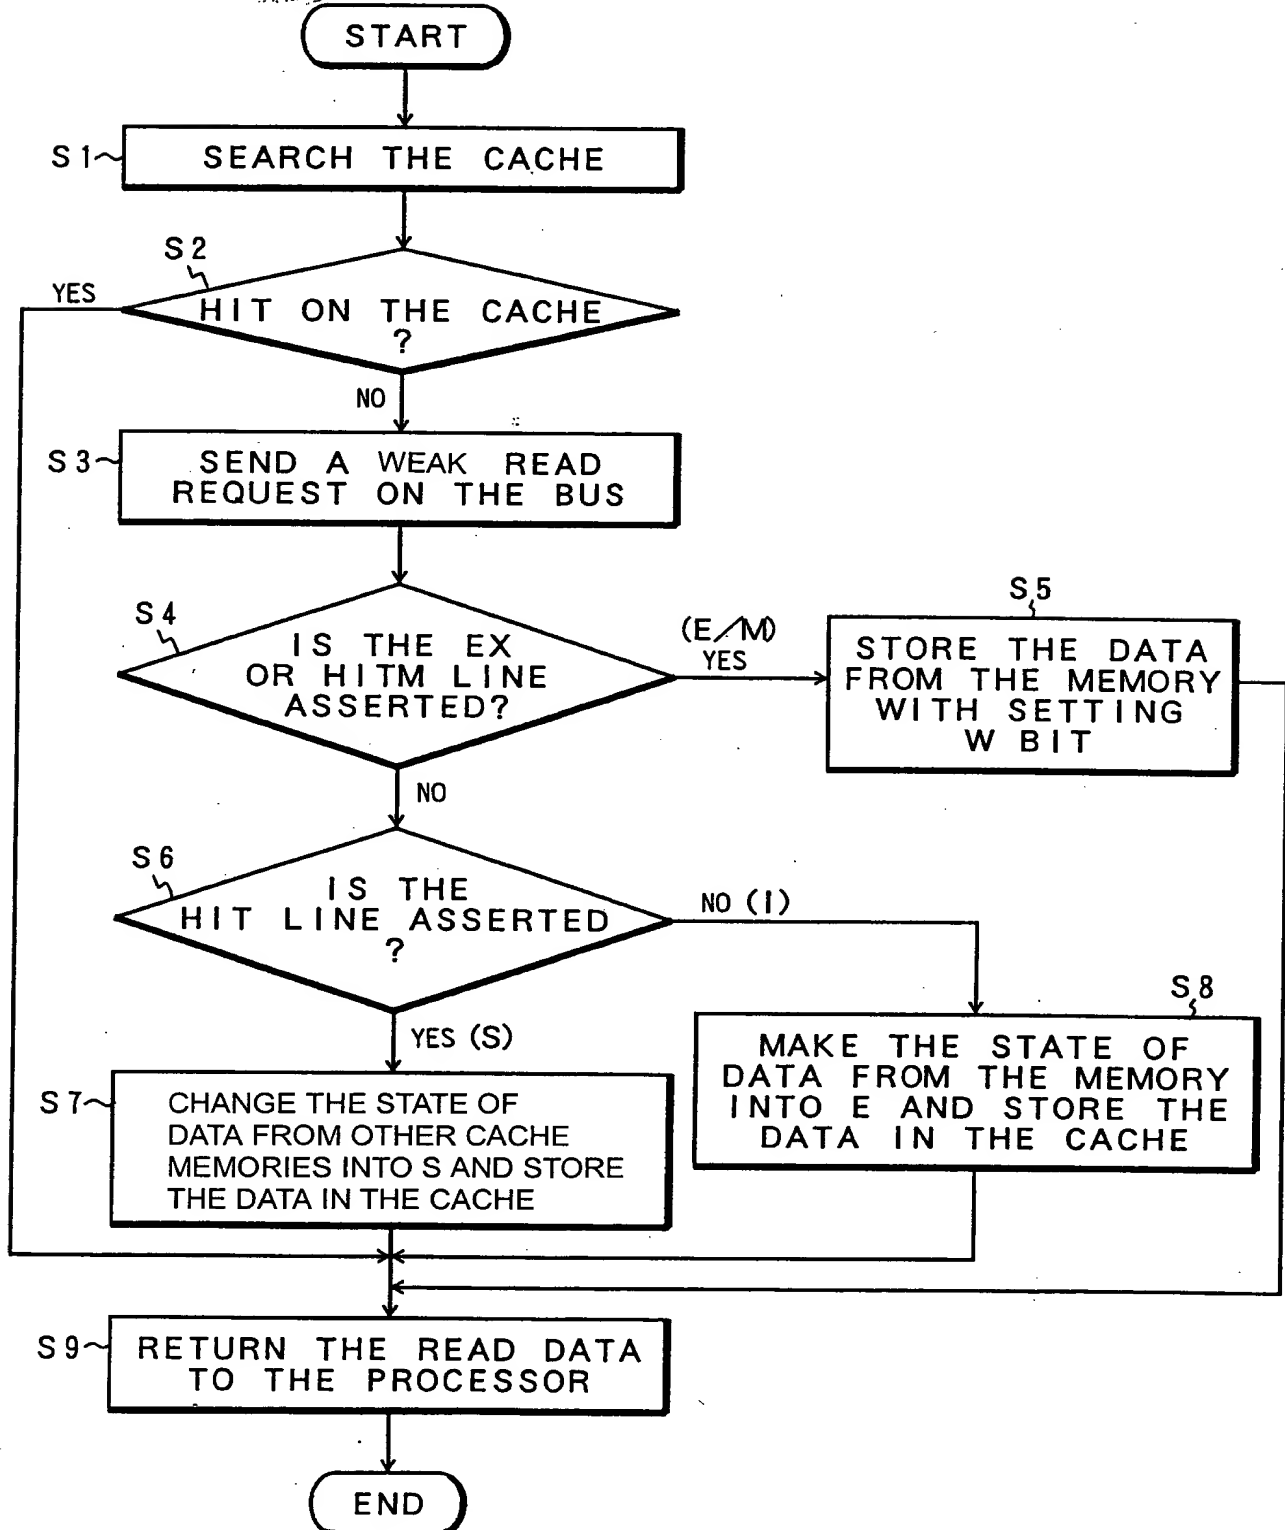 START
S1
SEARCH THE CACHE
S2
YES
HIT ON THE CACHE
?
NO
S3
SEND A WEAK READ
REQUEST ON THE BUS
S4
IS THE EX
OR HITM LINE
ASSERTED?
(E/M)
YES
S5
STORE THE DATA
FROM THE MEMORY
WITH SETTING
W BIT
NO
S6
IS THE
HIT LINE ASSERTED
?
NO (I)
YES (S)
S7
CHANGE THE STATE OF
DATA FROM OTHER CACHE
MEMORIES INTO S AND STORE
THE DATA IN THE CACHE
S8
MAKE THE STATE OF
DATA FROM THE MEMORY
INTO E AND STORE THE
DATA IN THE CACHE
S9
RETURN THE READ DATA
TO THE PROCESSOR
END